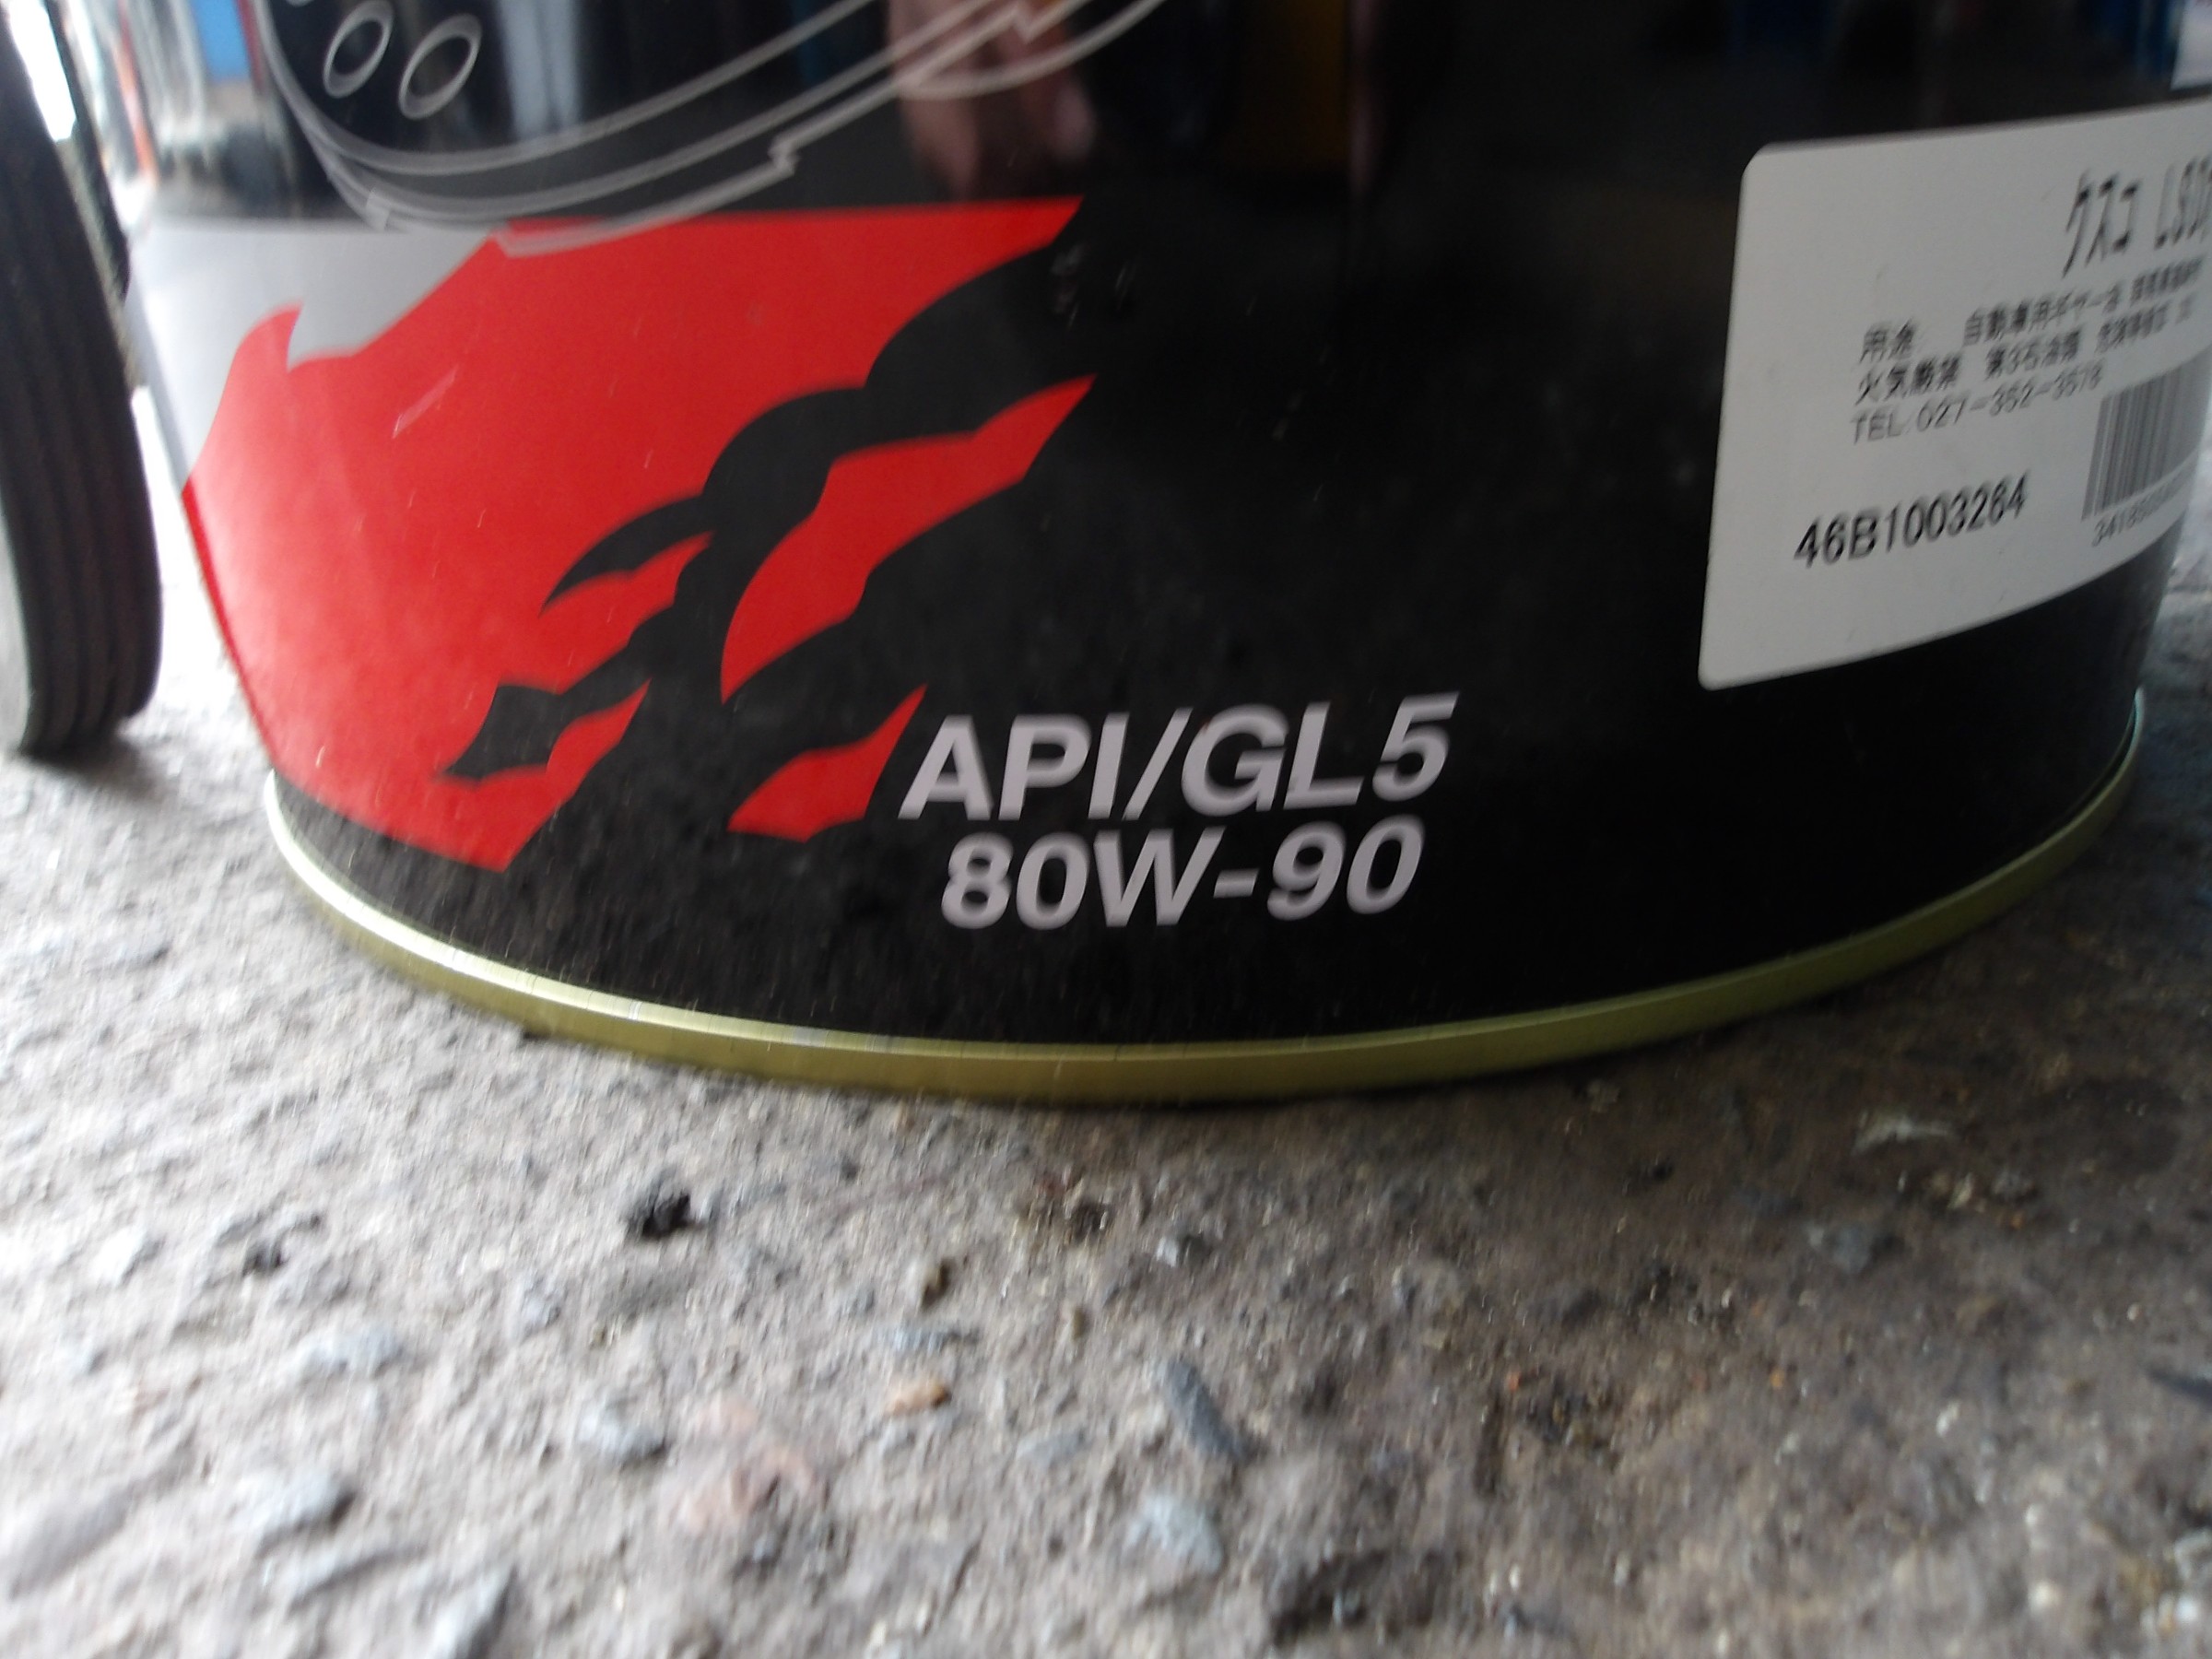 クスコ LSD
用途 自動車用ギヤー油
火気厳禁 第3石油類
TEL.027-352-3578
46B1003264
API/GL5
80W-90